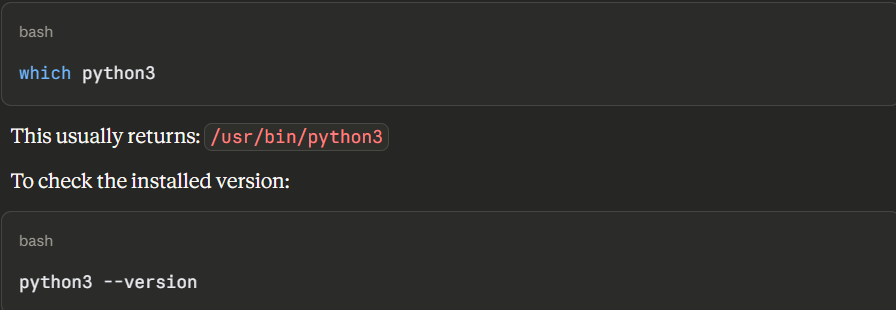 bash
which python3
This usually returns: /usr/bin/python3
To check the installed version:
bash
python3 --version